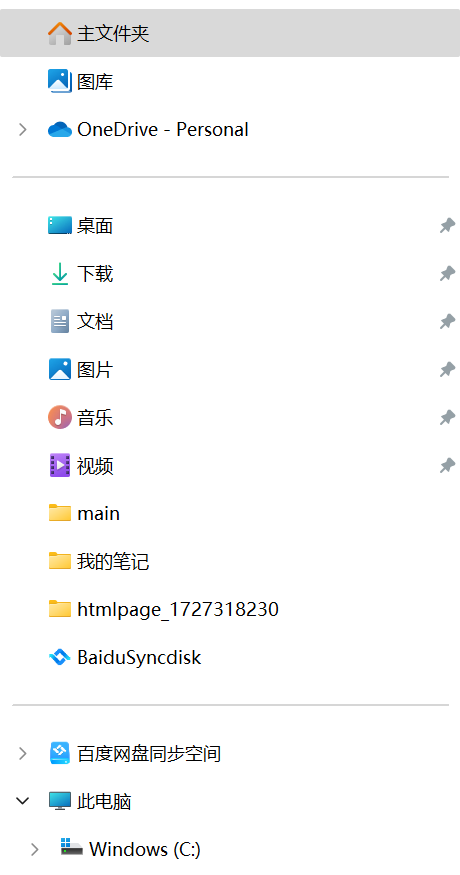 主文件夹
图库
OneDrive - Personal
桌面
下载
文档
图片
音乐
视频
main
我的笔记
htmlpage_1727318230
BaiduSyncdisk
百度网盘同步空间
此电脑
Windows (C:)